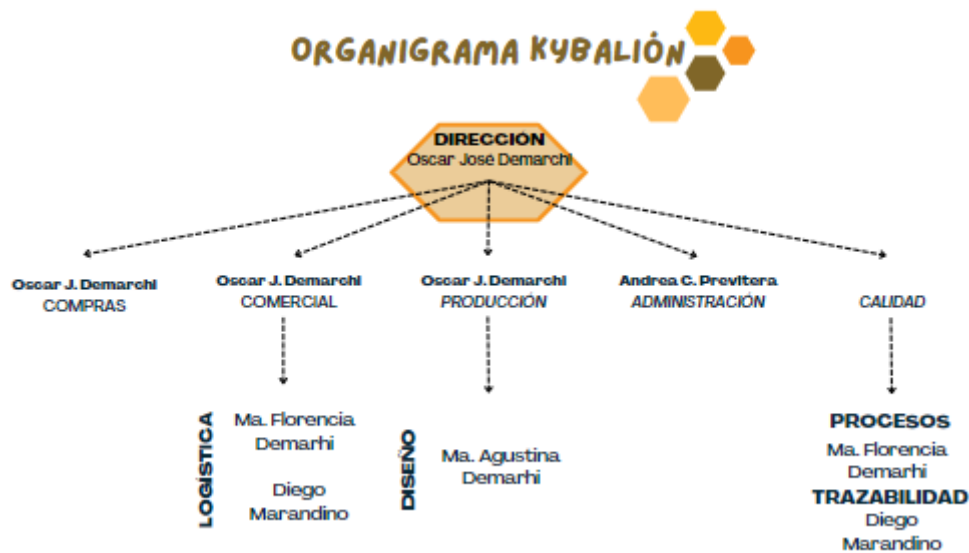 ORGANIGRAMA KYBALIÓN
DIRECCIÓN
Oscar José Demarchi
Oscar J. Demarchi
COMPRAS
Oscar J. Demarchi
COMERCIAL
Oscar J. Demarchi
PRODUCCIÓN
Andrea C. Previtera
ADMINISTRACIÓN
CALIDAD
LOGÍSTICA
Ma. Florencia
Demarhi
Diego
Marandino
DISEÑO
Ma. Agustina
Demarhi
PROCESOS
Ma. Florencia
Demarhi
TRAZABILIDAD
Diego
Marandino